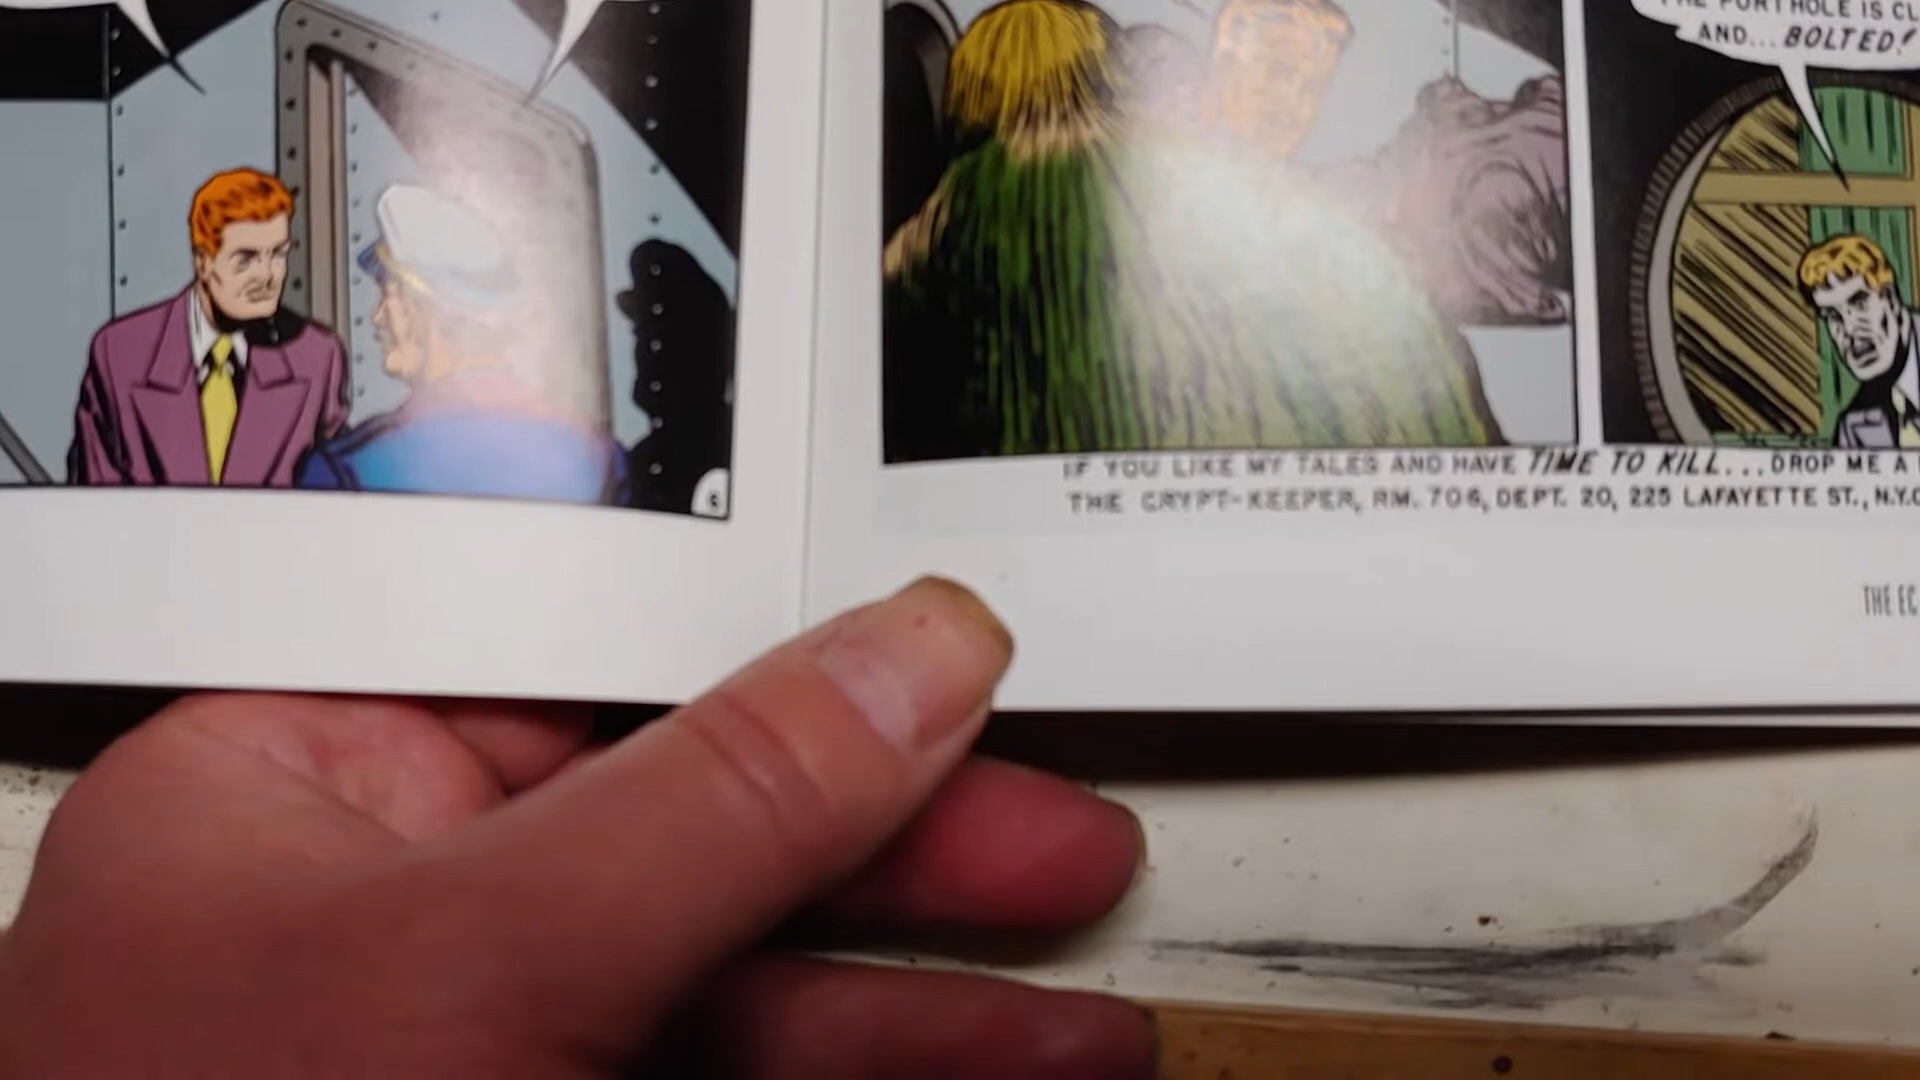 THE PORTHOLE IS CL
AND... BOLTED!
IF YOU LIKE MY TALES AND HAVE TIME TO KILL...DROP ME A
THE CRYPT-KEEPER, RM. 706, DEPT. 20, 225 LAFAYETTE ST., N.Y.C
THE EC